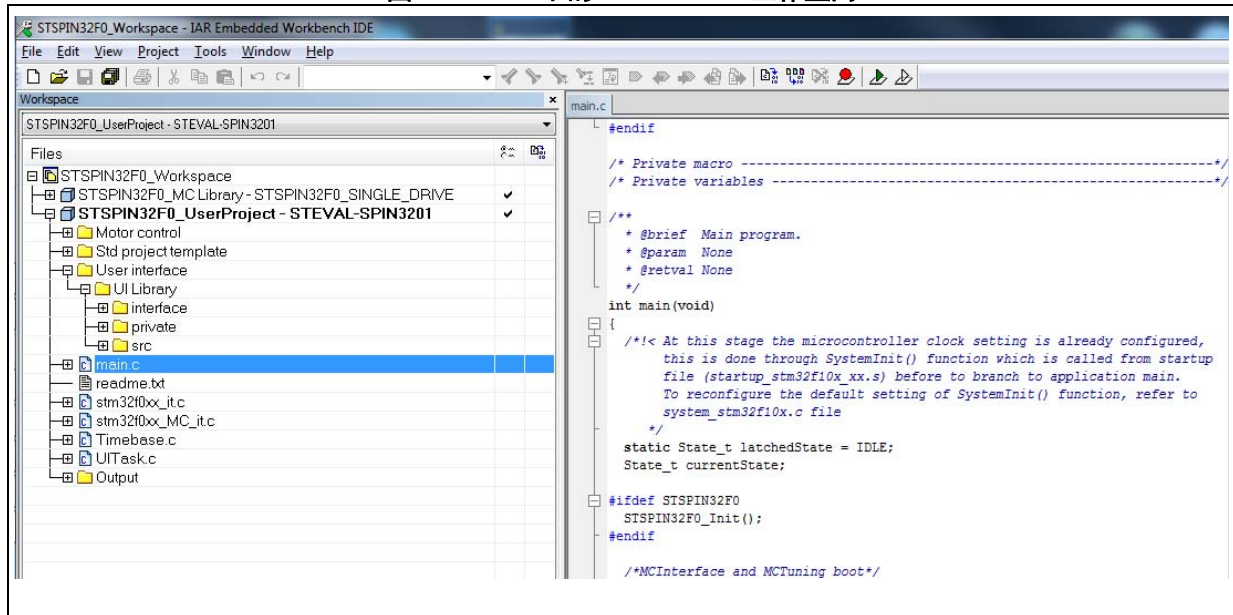 STSPIN32F0_Workspace - IAR Embedded Workbench IDE
File Edit View Project Tools Window Help
Workspace
main.c
STSPIN32F0_UserProject - STEVAL-SPIN3201
Files
STSPIN32F0_Workspace
STSPIN32F0_MC Library - STSPIN32F0_SINGLE_DRIVE
STSPIN32F0_UserProject - STEVAL-SPIN3201
Motor control
Std project template
User interface
UI Library
interface
private
src
main.c
readme.txt
stm32f0xx_it.c
stm32f0xx_MC_it.c
Timebase.c
UITask.c
Output
#endif
/* Private macro -----------------------------------------------------------*/
/* Private variables -------------------------------------------------------*/
/**
* @brief Main program.
* @param None
* @retval None
*/
int main(void)
{
/*!< At this stage the microcontroller clock setting is already configured,
this is done through SystemInit() function which is called from startup
file (startup_stm32f10x_xx.s) before to branch to application main.
To reconfigure the default setting of SystemInit() function, refer to
system_stm32f10x.c file
*/
static State_t latchedState = IDLE;
State_t currentState;
#ifdef STSPIN32F0
STSPIN32F0_Init();
#endif
/*MCInterface and MCTuning boot*/